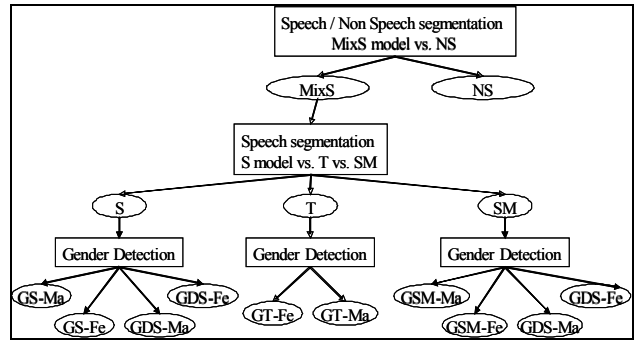 Speech / Non Speech segmentation
MixS model vs. NS
MixS
NS
Speech segmentation
S model vs. T vs. SM
S
T
SM
Gender Detection
Gender Detection
Gender Detection
GS-Ma
GDS-Fe
GS-Fe
GDS-Ma
GT-Fe
GT-Ma
GSM-Ma
GDS-Fe
GSM-Fe
GDS-Ma